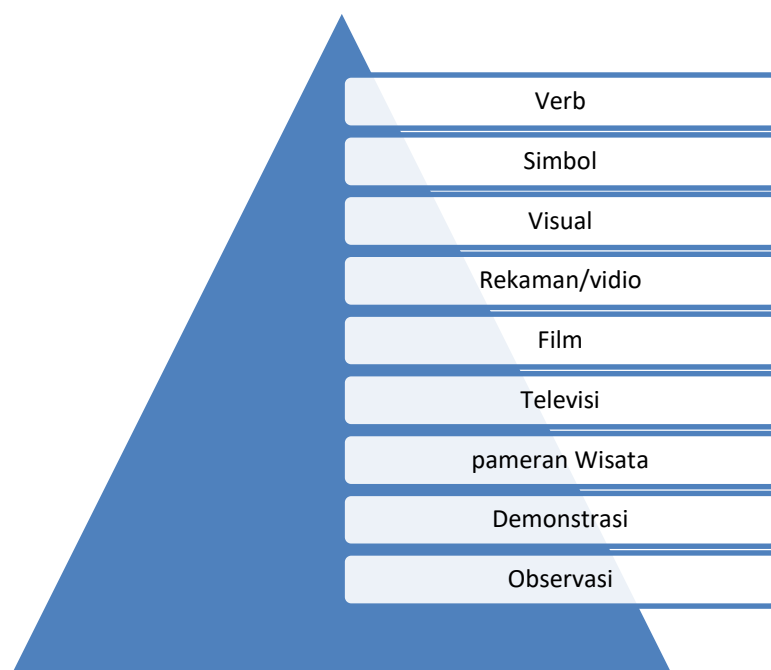 Verb
Simbol
Visual
Rekaman/vidio
Film
Televisi
pameran Wisata
Demonstrasi
Observasi